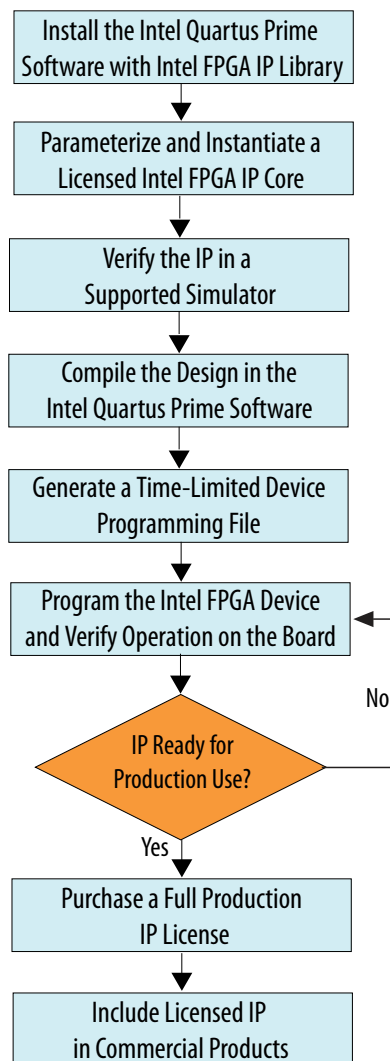 Install the Intel Quartus Prime
Software with Intel FPGA IP Library
Parameterize and Instantiate a
Licensed Intel FPGA IP Core
Verify the IP in a
Supported Simulator
Compile the Design in the
Intel Quartus Prime Software
Generate a Time-Limited Device
Programming File
Program the Intel FPGA Device
and Verify Operation on the Board
No
IP Ready for
Production Use?
Yes
Purchase a Full Production
IP License
Include Licensed IP
in Commercial Products